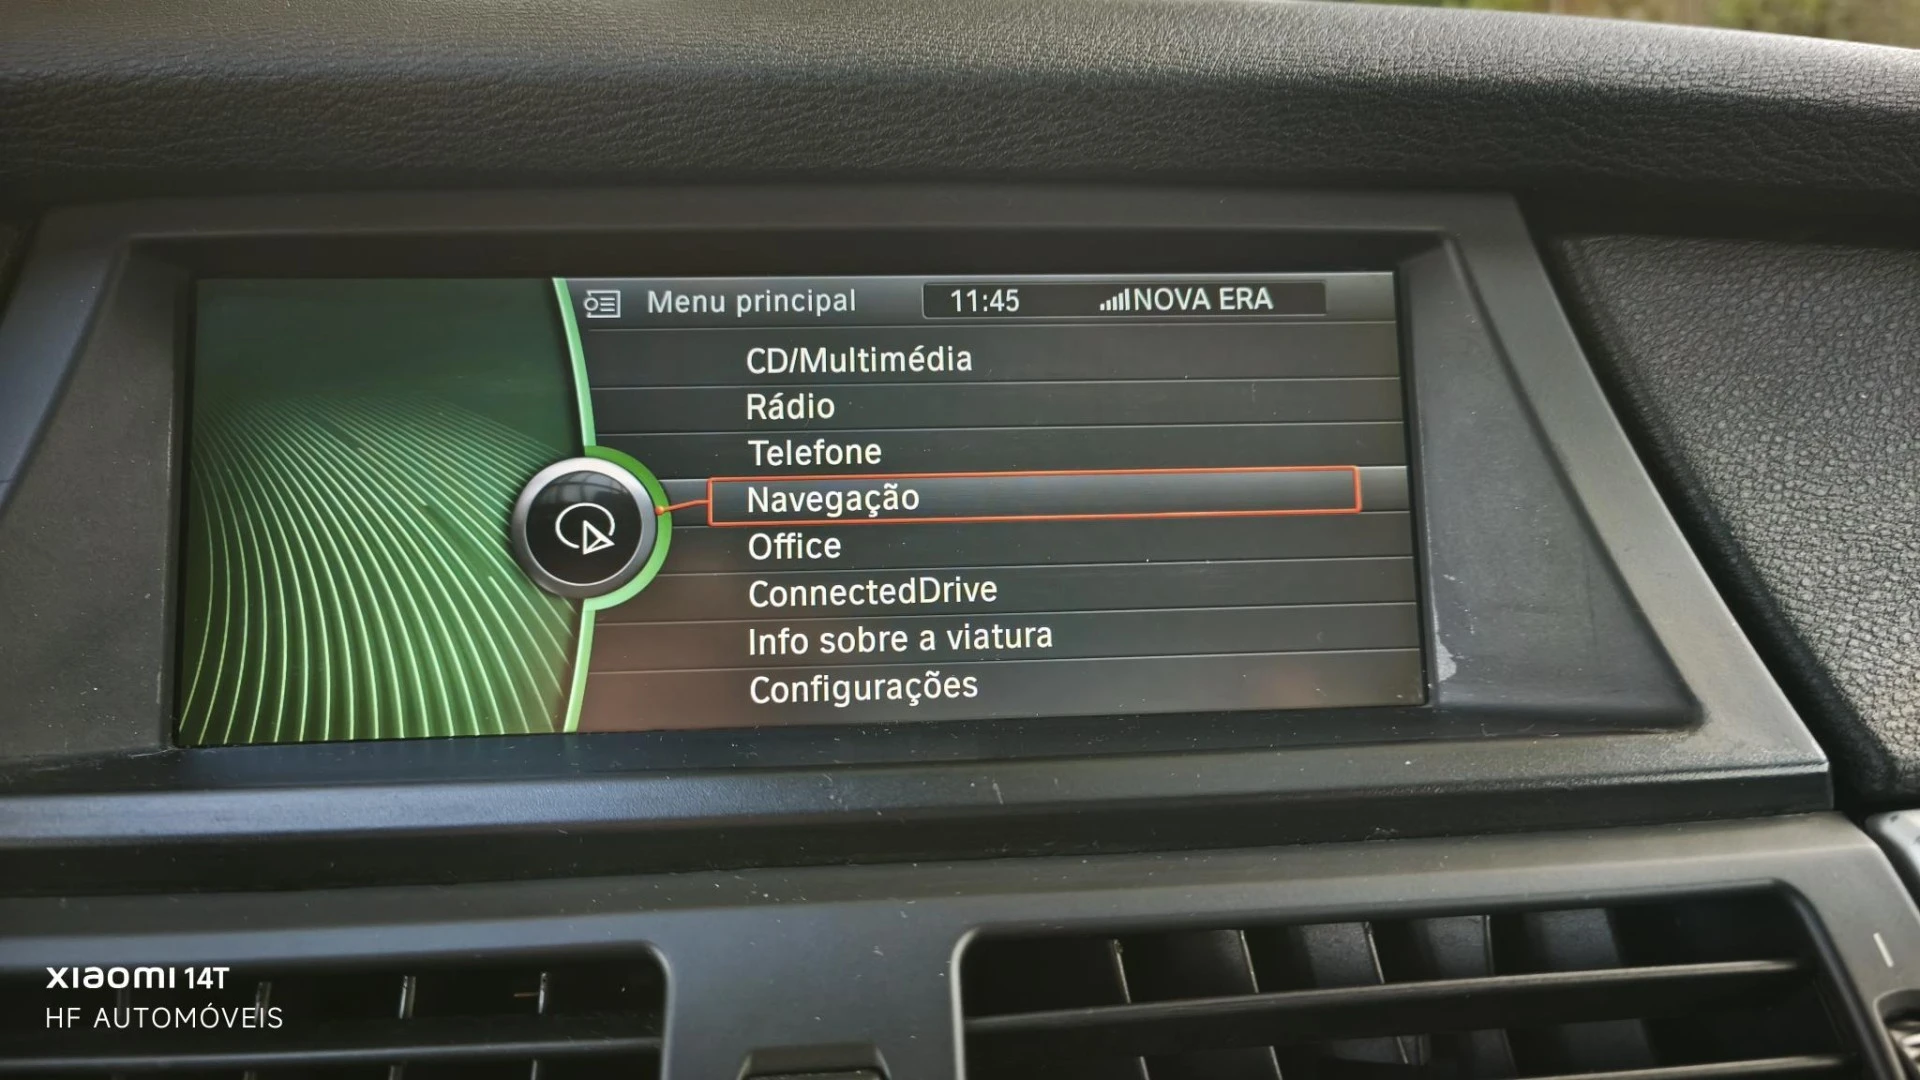 Menu principal 11:45 NOVA ERA
CD/Multimédia
Rádio
Telefone
Navegação
Office
ConnectedDrive
Info sobre a viatura
Configurações
xiaomi 14T
HF AUTOMÓVEIS